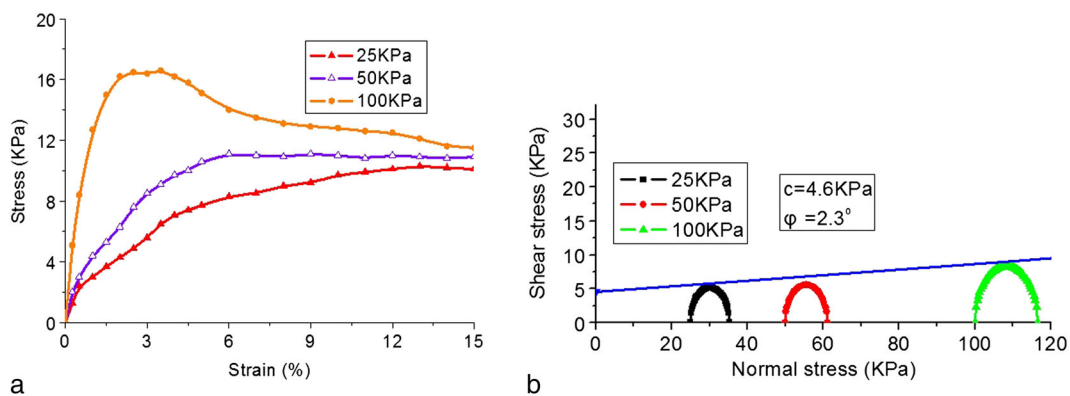 20
16
12
8
4
0
Stress (KPa)
25KPa
50KPa
100KPa
0 3 6 9 12 15
Strain (%)
a
30
25
20
15
10
5
0
Shear stress (KPa)
25KPa
50KPa
100KPa
c=4.6KPa
φ =2.3⁰
0 20 40 60 80 100 120
Normal stress (KPa)
b